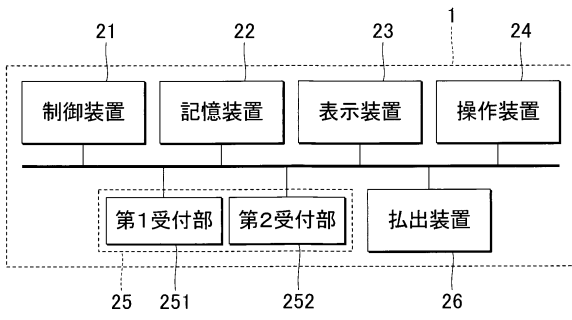 1
21 22 23 24
制御装置 記憶装置 表示装置 操作装置
第1受付部 第2受付部 払出装置
25 251 252 26